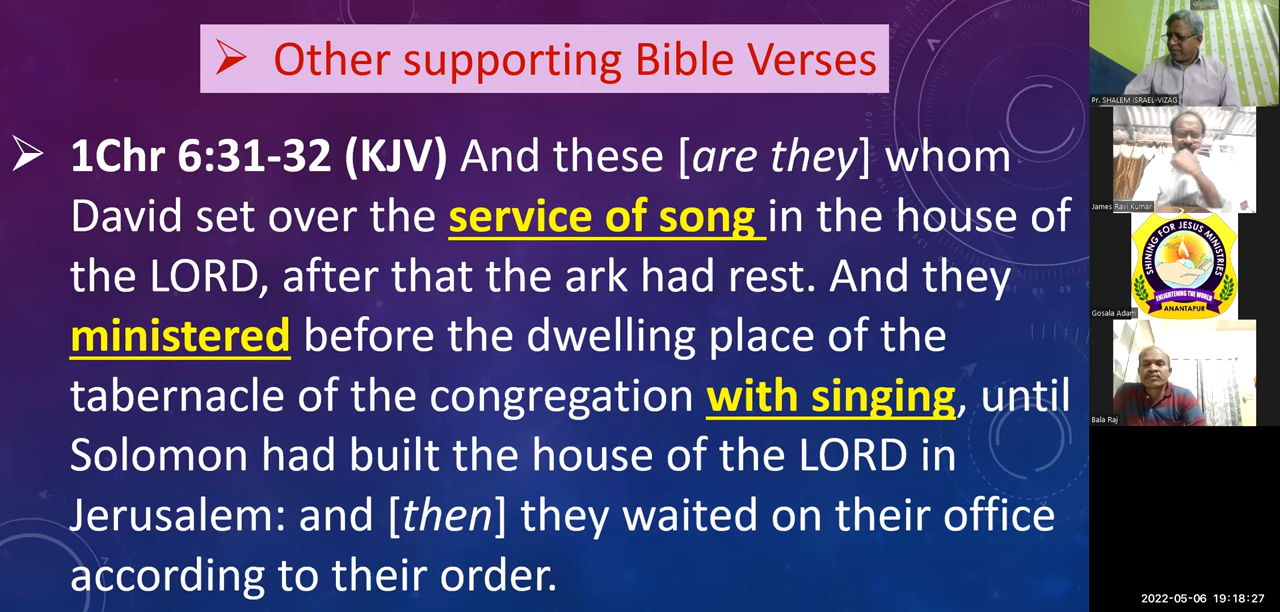 ➢ Other supporting Bible Verses
➢ 1Chr 6:31-32 (KJV) And these [are they] whom
David set over the service of song in the house of
the LORD, after that the ark had rest. And they
ministered before the dwelling place of the
tabernacle of the congregation with singing, until
Solomon had built the house of the LORD in
Jerusalem: and [then] they waited on their office
according to their order.
Pr. SHALEM ISRAEL-VIZAG
James Ravi Kumar
SHINING FOR JESUS MINISTRIES
ENLIGHTENING THE WORLD
ANANTAPUR
Gosala Adam
Bala Raj
2022-05-06 19:18:27